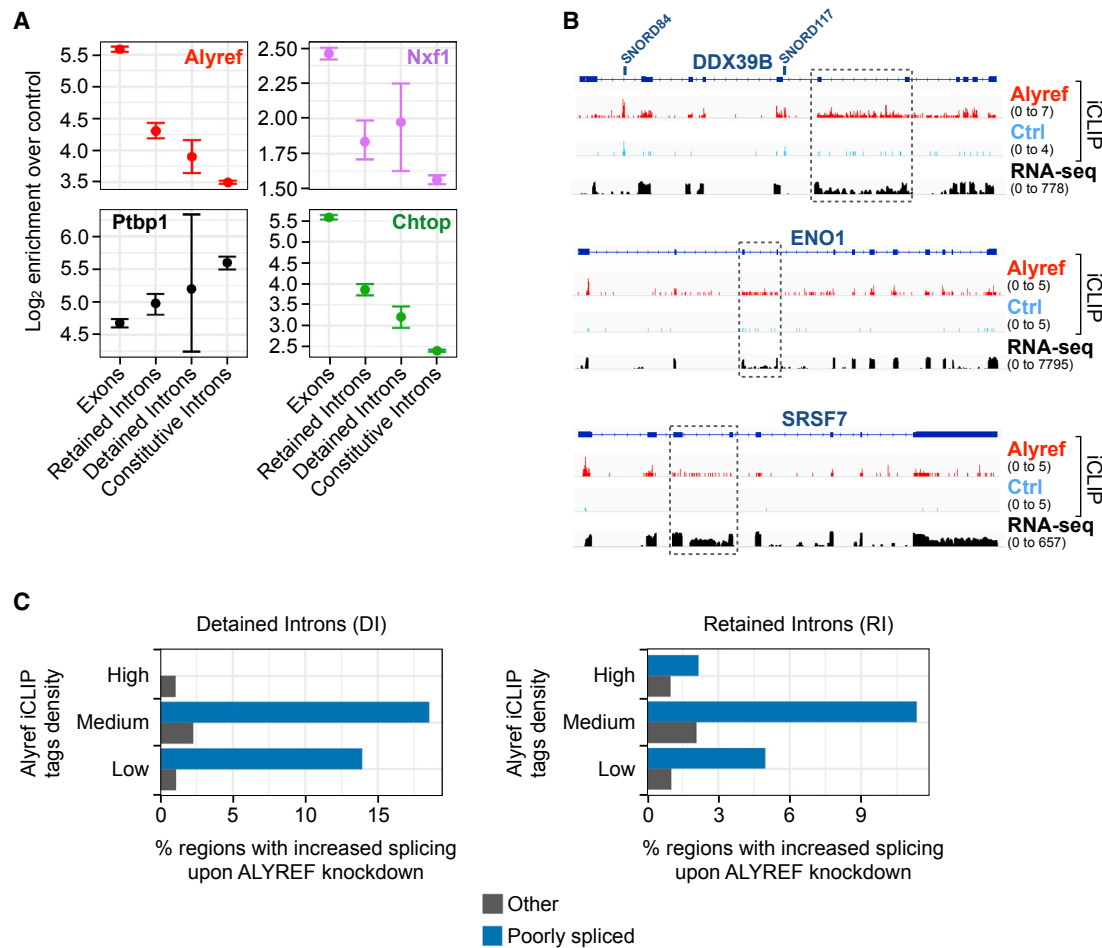 A
Log2 enrichment over control
Alyref
5.5
4.5
4.0
3.5
Nxf1
2.50
2.00
1.75
1.50
Ptbp1
6.0
5.5
5.0
4.5
Chtop
5.5
5.0
4.5
4.0
3.5
3.0
2.5
Exons
Retained Introns
Detained Introns
Constitutive Introns
Exons
Retained Introns
Detained Introns
Constitutive Introns
B
SNORD84
SNORD117
DDX39B
Alyref
(0 to 7)
Ctrl
(0 to 4)
iCLIP
RNA-seq
(0 to 778)
ENO1
Alyref
(0 to 5)
Ctrl
(0 to 5)
iCLIP
RNA-seq
(0 to 7795)
SRSF7
Alyref
(0 to 5)
Ctrl
(0 to 5)
iCLIP
RNA-seq
(0 to 657)
C
Detained Introns (DI)
Alyref iCLIP
tags density
High
Medium
Low
0 5 10 15
% regions with increased splicing
upon ALYREF knockdown
Retained Introns (RI)
Alyref iCLIP
tags density
High
Medium
Low
0 3 6 9
% regions with increased splicing
upon ALYREF knockdown
Other
Poorly spliced